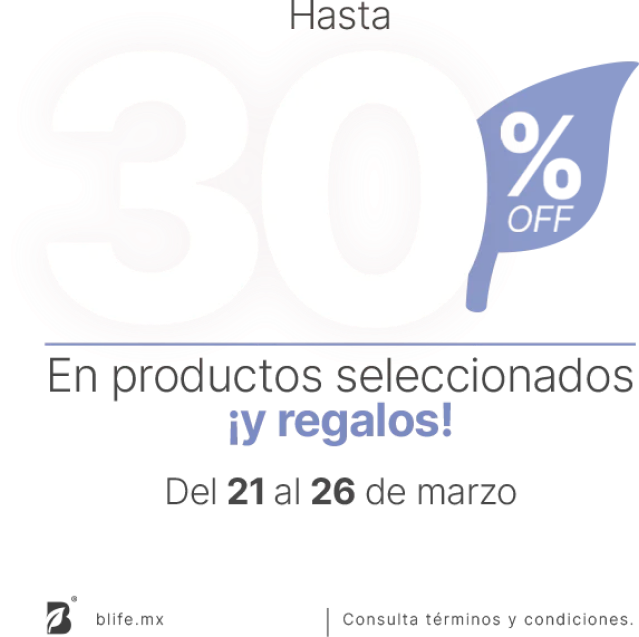 Hasta
30% OFF
En productos seleccionados
¡y regalos!
Del 21 al 26 de marzo
B® blife.mx | Consulta términos y condiciones.